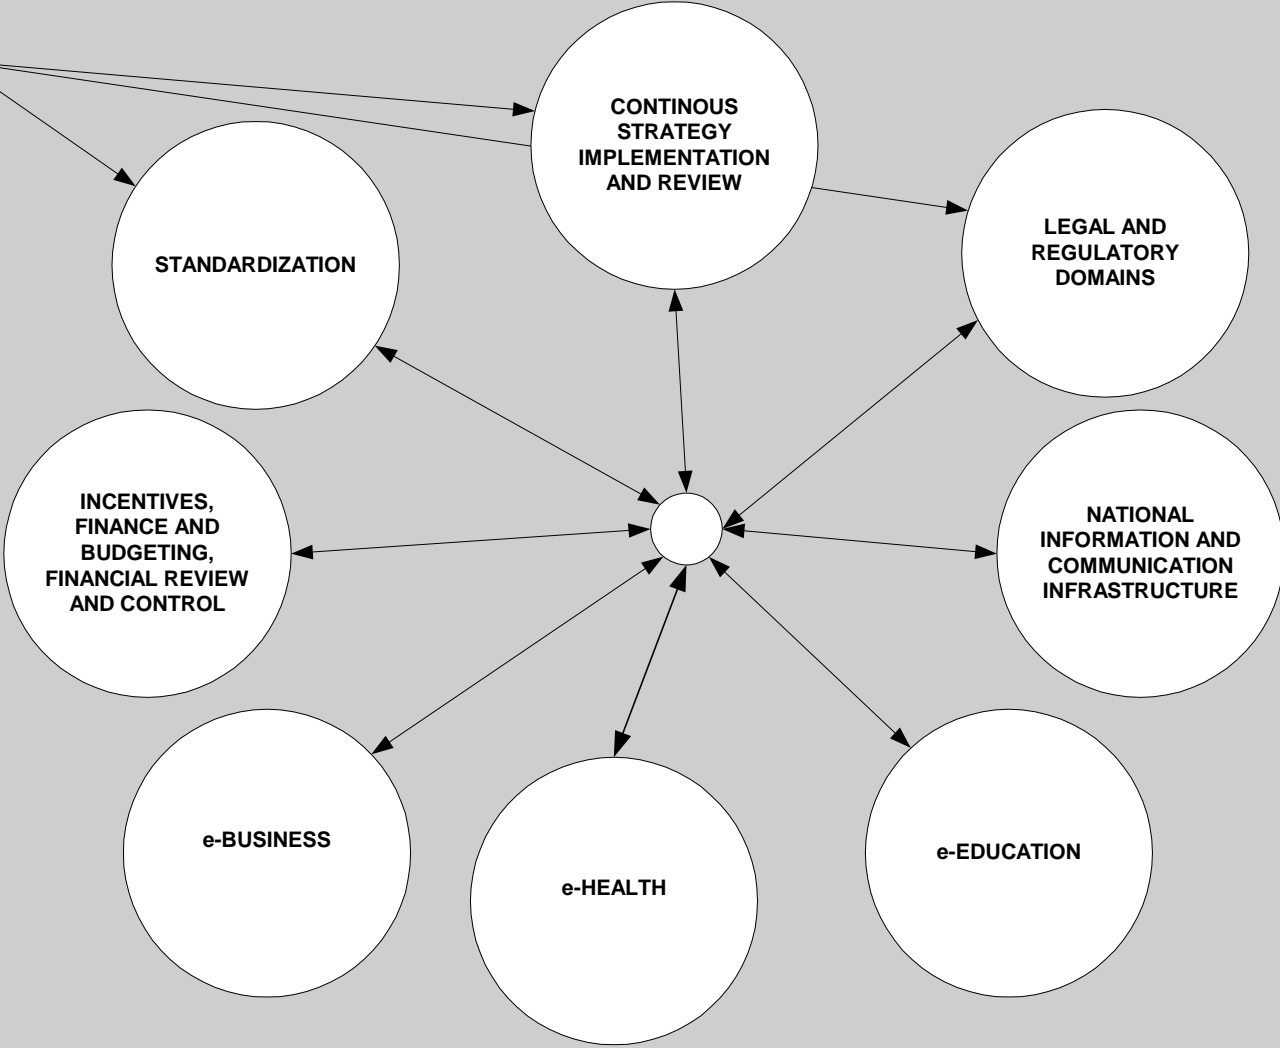 CONTINOUS
STRATEGY
IMPLEMENTATION
AND REVIEW
LEGAL AND
REGULATORY
DOMAINS
STANDARDIZATION
INCENTIVES,
FINANCE AND
BUDGETING,
FINANCIAL REVIEW
AND CONTROL
NATIONAL
INFORMATION AND
COMMUNICATION
INFRASTRUCTURE
e-BUSINESS
e-HEALTH
e-EDUCATION